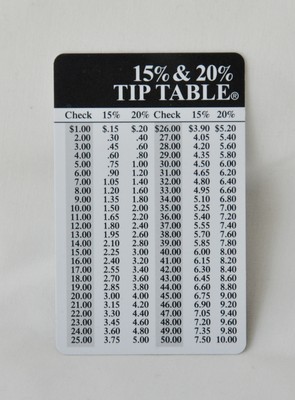 15% & 20%
TIP TABLE®
Check 15% 20% Check 15% 20%
$1.00 $.15 $.20 $26.00 $3.90 $5.20
2.00 .30 .40 27.00 4.05 5.40
3.00 .45 .60 28.00 4.20 5.60
4.00 .60 .80 29.00 4.35 5.80
5.00 .75 1.00 30.00 4.50 6.00
6.00 .90 1.20 31.00 4.65 6.20
7.00 1.05 1.40 32.00 4.80 6.40
8.00 1.20 1.60 33.00 4.95 6.60
9.00 1.35 1.80 34.00 5.10 6.80
10.00 1.50 2.00 35.00 5.25 7.00
11.00 1.65 2.20 36.00 5.40 7.20
12.00 1.80 2.40 37.00 5.55 7.40
13.00 1.95 2.60 38.00 5.70 7.60
14.00 2.10 2.80 39.00 5.85 7.80
15.00 2.25 3.00 40.00 6.00 8.00
16.00 2.40 3.20 41.00 6.15 8.20
17.00 2.55 3.40 42.00 6.30 8.40
18.00 2.70 3.60 43.00 6.45 8.60
19.00 2.85 3.80 44.00 6.60 8.80
20.00 3.00 4.00 45.00 6.75 9.00
21.00 3.15 4.20 46.00 6.90 9.20
22.00 3.30 4.40 47.00 7.05 9.40
23.00 3.45 4.60 48.00 7.20 9.60
24.00 3.60 4.80 49.00 7.35 9.80
25.00 3.75 5.00 50.00 7.50 10.00